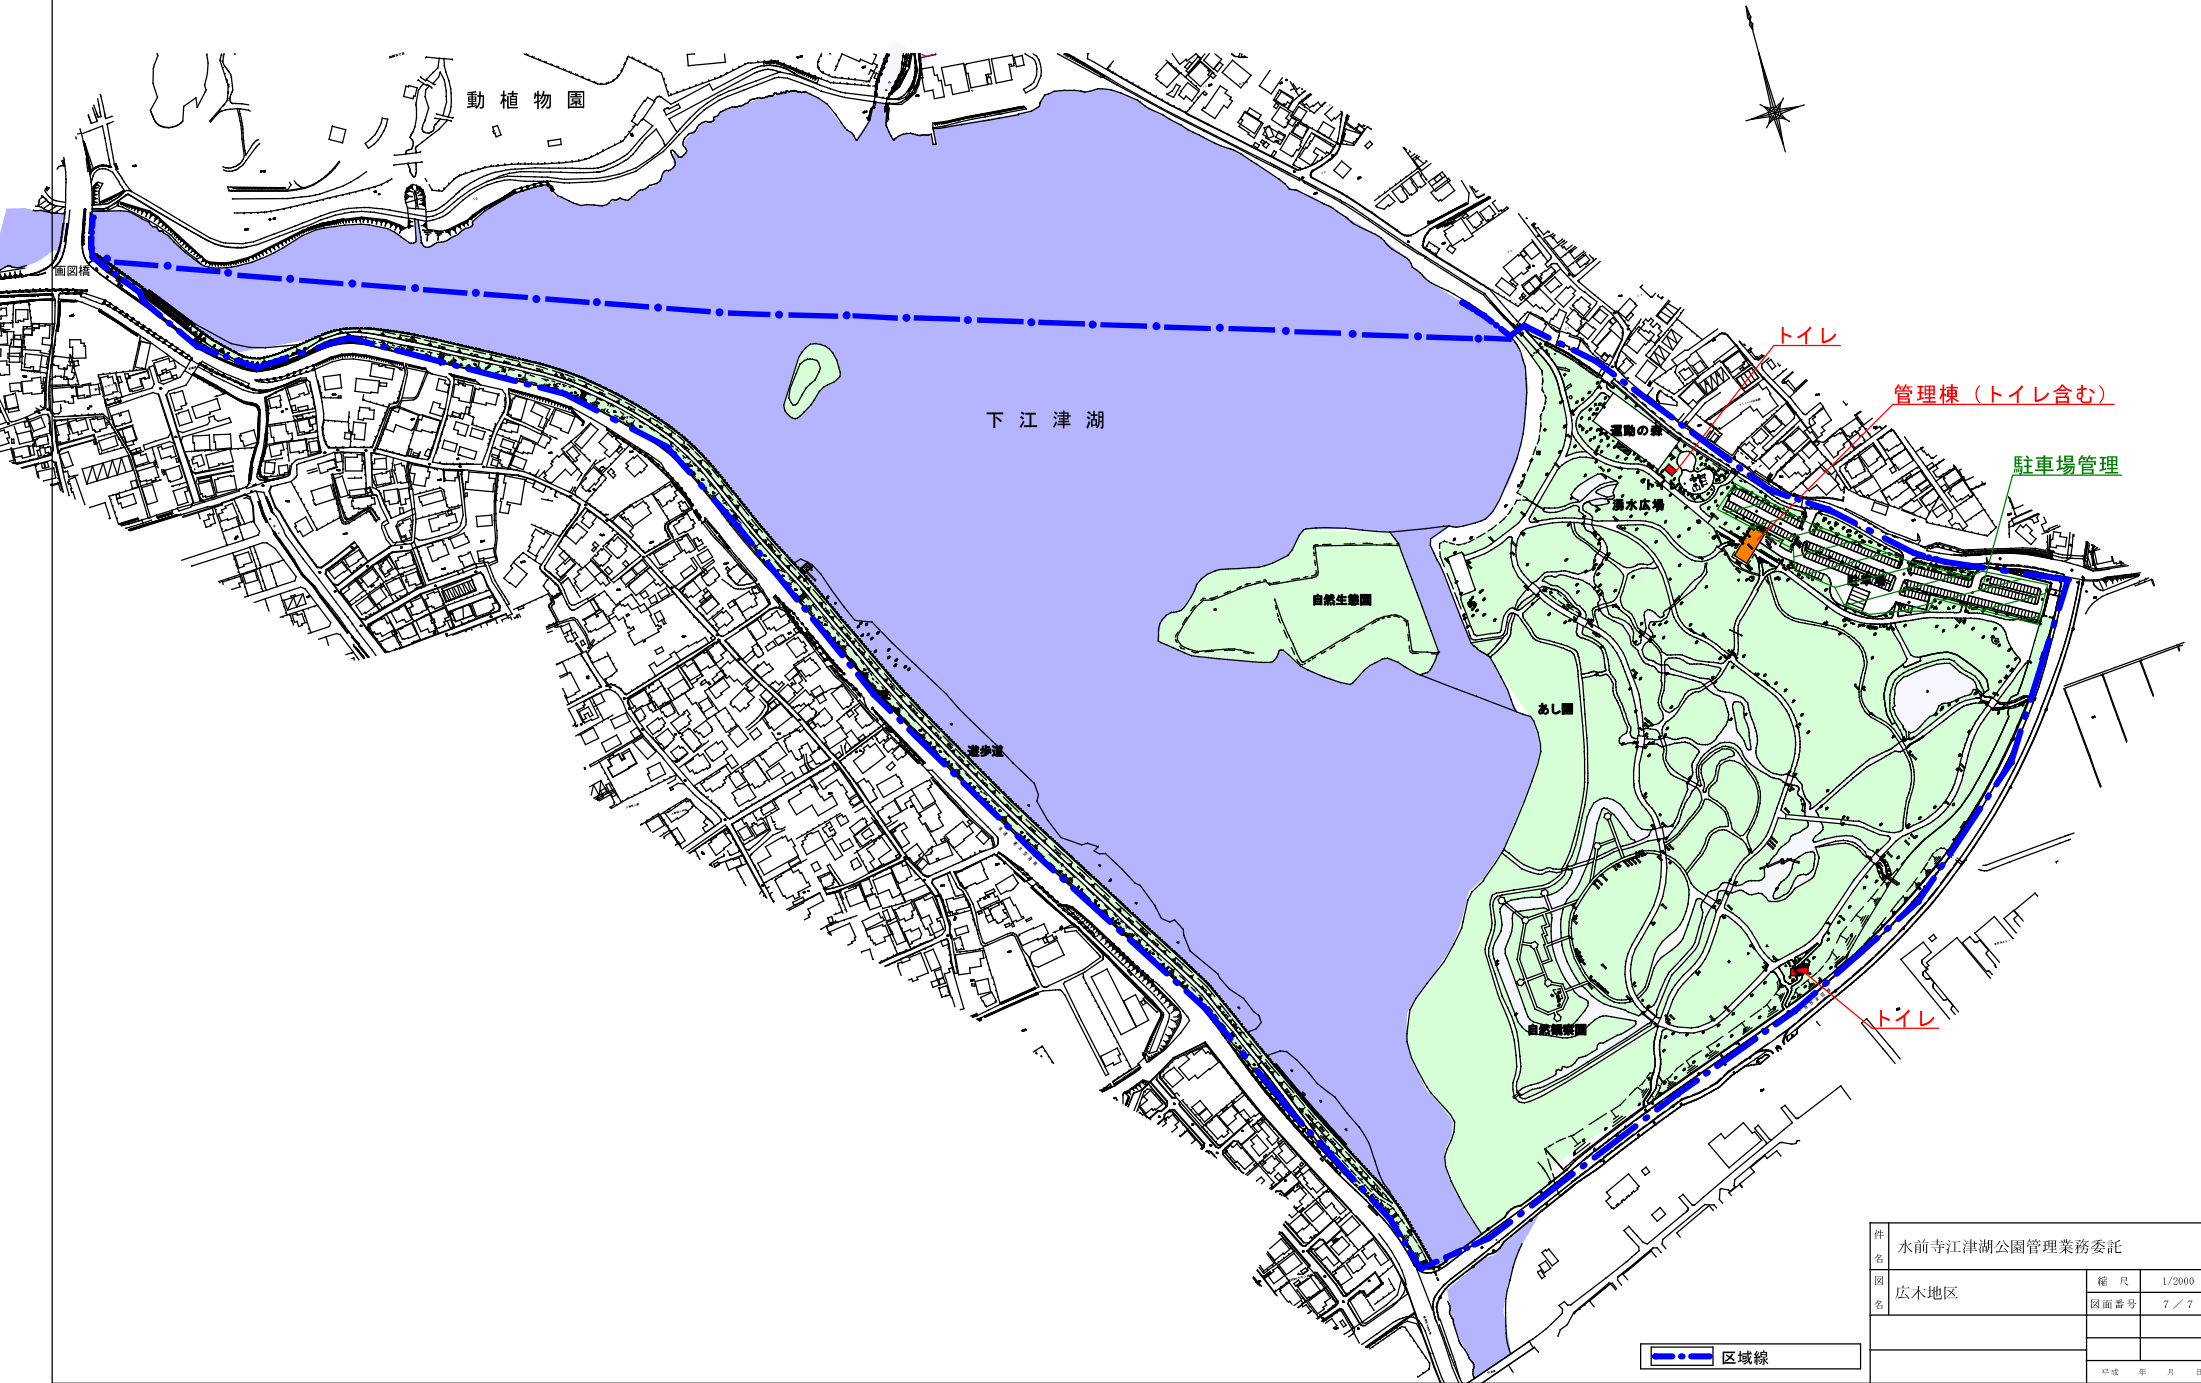 動植物園
画図橋
下江津湖
トイレ
管理棟（トイレ含む）
運動の森
駐車場管理
トイレ
湧水広場
自然生態園
あし園
遊歩道
自然観察園
トイレ
件名
水前寺江津湖公園管理業務委託
図名
広木地区
縮尺
1/2000
図面番号
7／7
区域線
平成 年 月 日